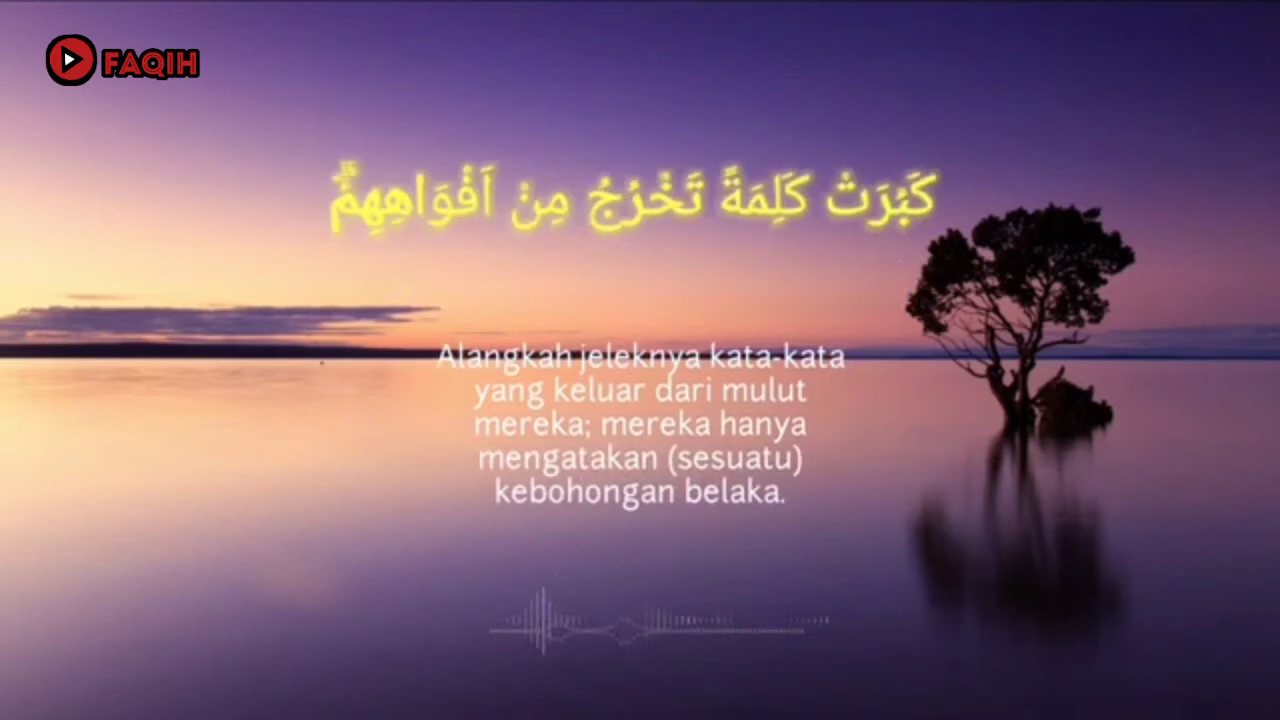 FAQIH
كَبُرَتْ كَلِمَةً تَخْرُجُ مِنْ اَفْوَاهِهِمْۗ
Alangkah jeleknya kata-kata
yang keluar dari mulut
mereka; mereka hanya
mengatakan (sesuatu)
kebohongan belaka.